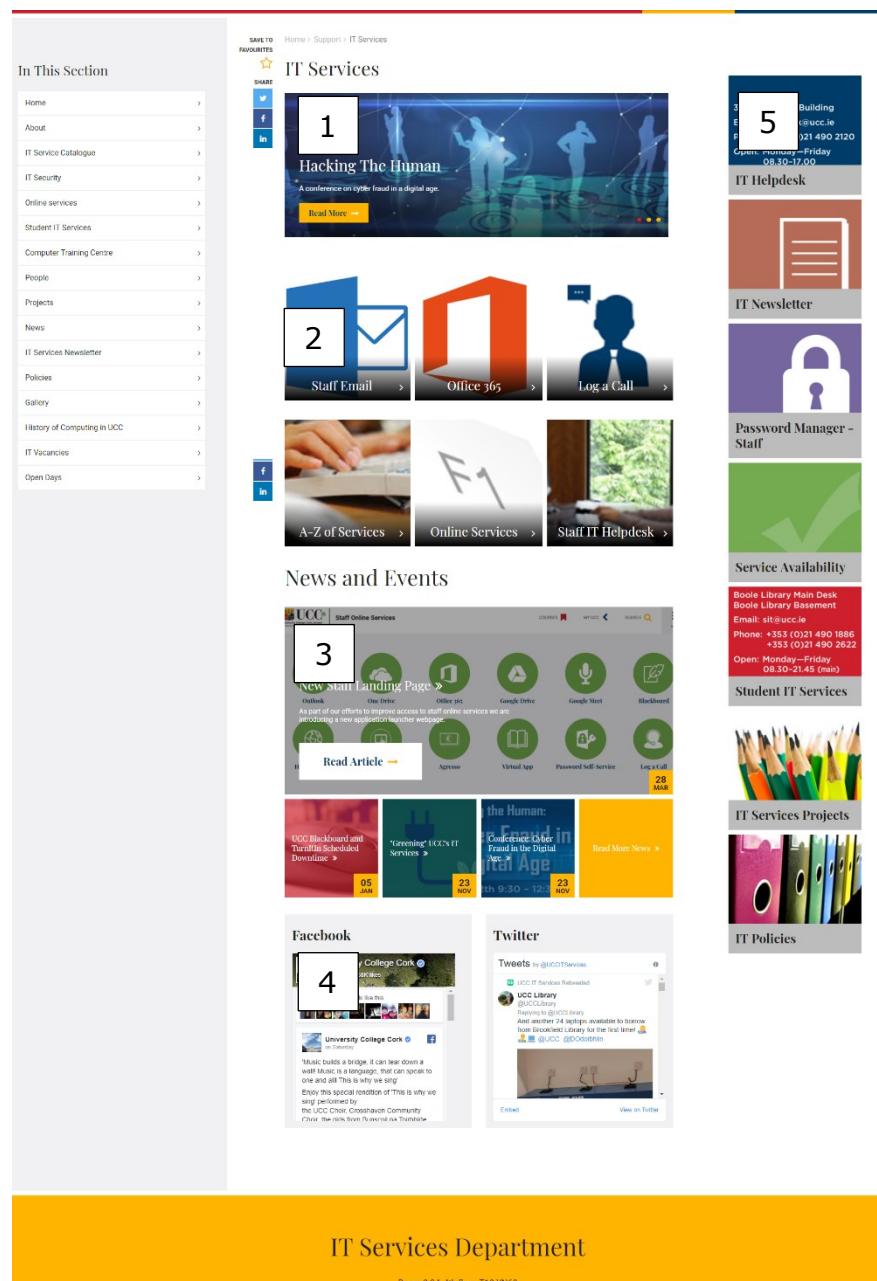 SAVE TO
FAVOURITES
SHARE
Home > Support > IT Services
In This Section
Home
About
IT Service Catalogue
IT Security
Online services
Student IT Services
Computer Training Centre
People
Projects
News
IT Services Newsletter
Policies
Gallery
History of Computing in UCC
IT Vacancies
Open Days
IT Services
1
Hacking The Human
A conference on cyber fraud in a digital age.
Read More →
2
Staff Email >
Office 365 >
Log a Call >
A-Z of Services >
F1
Online Services >
Staff IT Helpdesk >
News and Events
UCC Staff Online Services
COURSES
MY UCC
SEARCH
3
New Staff Landing Page »
As part of our efforts to improve access to staff online services we are
introducing a new application launcher webpage.
Outlook
One Drive
Office 365
Google Drive
Google Meet
Blackboard
Agresso
Virtual App
Password Self-Service
Log a Call
Read Article →
28
MAR
UCC Blackboard and
TurnItIn Scheduled
Downtime »
05
JAN
"Greening" UCC's IT
Services »
23
NOV
the Human:
Conference: Cyber
Fraud in the Digital
Age »
23
NOV
Read More News »
Facebook
4
College Cork
likes
like this
University College Cork
on Saturday
'Music builds a bridge, it can tear down a
wall! Music is a language, that can speak to
one and all! This is why we
sing'
Enjoy this special rendition of 'This is why we
sing' performed by
the UCC Choir, Crosshaven Community
Twitter
Tweets by @UCCITServices
UCC IT Services Retweeted
UCC Library
@UCCLibrary
Replying to @UCCLibrary
And another 24 laptops available to borrow
from Brookfield Library for the first time!
@UCC
Embed
View on Twitter
5
Building
@ucc.ie
21 490 2120
Open: Monday–Friday
08.30–17.00
IT Helpdesk
IT Newsletter
Password Manager -
Staff
Service Availability
Boole Library Main Desk
Boole Library Basement
Email: sit@ucc.ie
Phone: +353 (0)21 490 1886
+353 (0)21 490 2622
Open: Monday–Friday
08.30–21.45 (main)
Student IT Services
IT Services Projects
IT Policies
IT Services Department